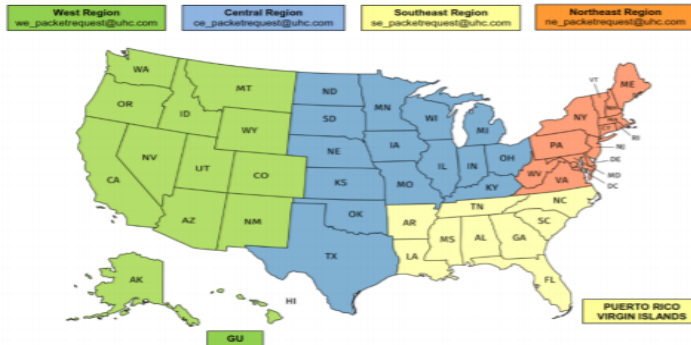 West Region
we_packetrequest@uhc.com
Central Region
ce_packetrequest@uhc.com
Southeast Region
se_packetrequest@uhc.com
Northeast Region
ne_packetrequest@uhc.com
WA
MT
ND
MN
ME
VT
NH
OR
ID
SD
WI
MI
NY
RI
WY
NE
IA
PA
NJ
NV
UT
CO
IL
IN
OH
DE
CA
KS
MO
KY
WV
VA
MD
DC
AZ
NM
OK
AR
TN
NC
SC
TX
LA
MS
AL
GA
FL
AK
HI
PUERTO RICO
VIRGIN ISLANDS
GU